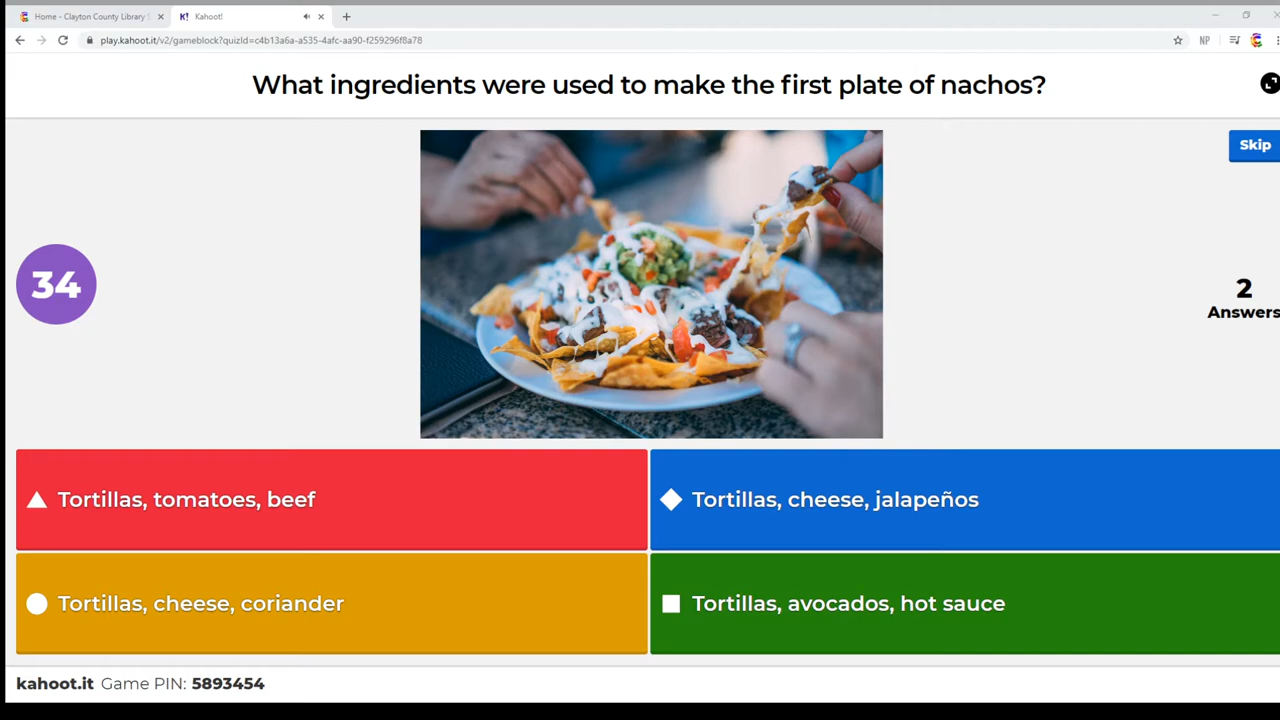 Home - Clayton County Library S
Kahoot!
play.kahoot.it/v2/gameblock?quizId=c4b13a6a-a535-4afc-aa90-f259296f8a78
NP
What ingredients were used to make the first plate of nachos?
Skip
34
2
Answers
Tortillas, tomatoes, beef
Tortillas, cheese, jalapeños
Tortillas, cheese, coriander
Tortillas, avocados, hot sauce
kahoot.it Game PIN: 5893454